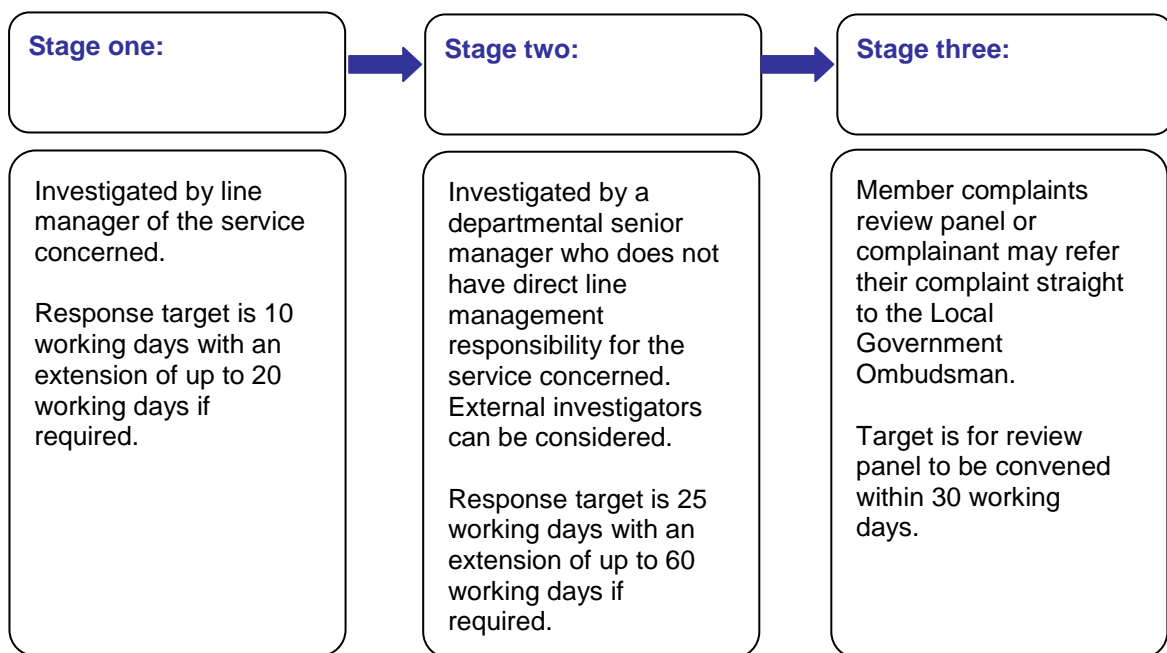 Stage one:
Investigated by line
manager of the service
concerned.
Response target is 10
working days with an
extension of up to 20
working days if
required.
Stage two:
Investigated by a
departmental senior
manager who does not
have direct line
management
responsibility for the
service concerned.
External investigators
can be considered.
Response target is 25
working days with an
extension of up to 60
working days if
required.
Stage three:
Member complaints
review panel or
complainant may refer
their complaint straight
to the Local
Government
Ombudsman.
Target is for review
panel to be convened
within 30 working
days.